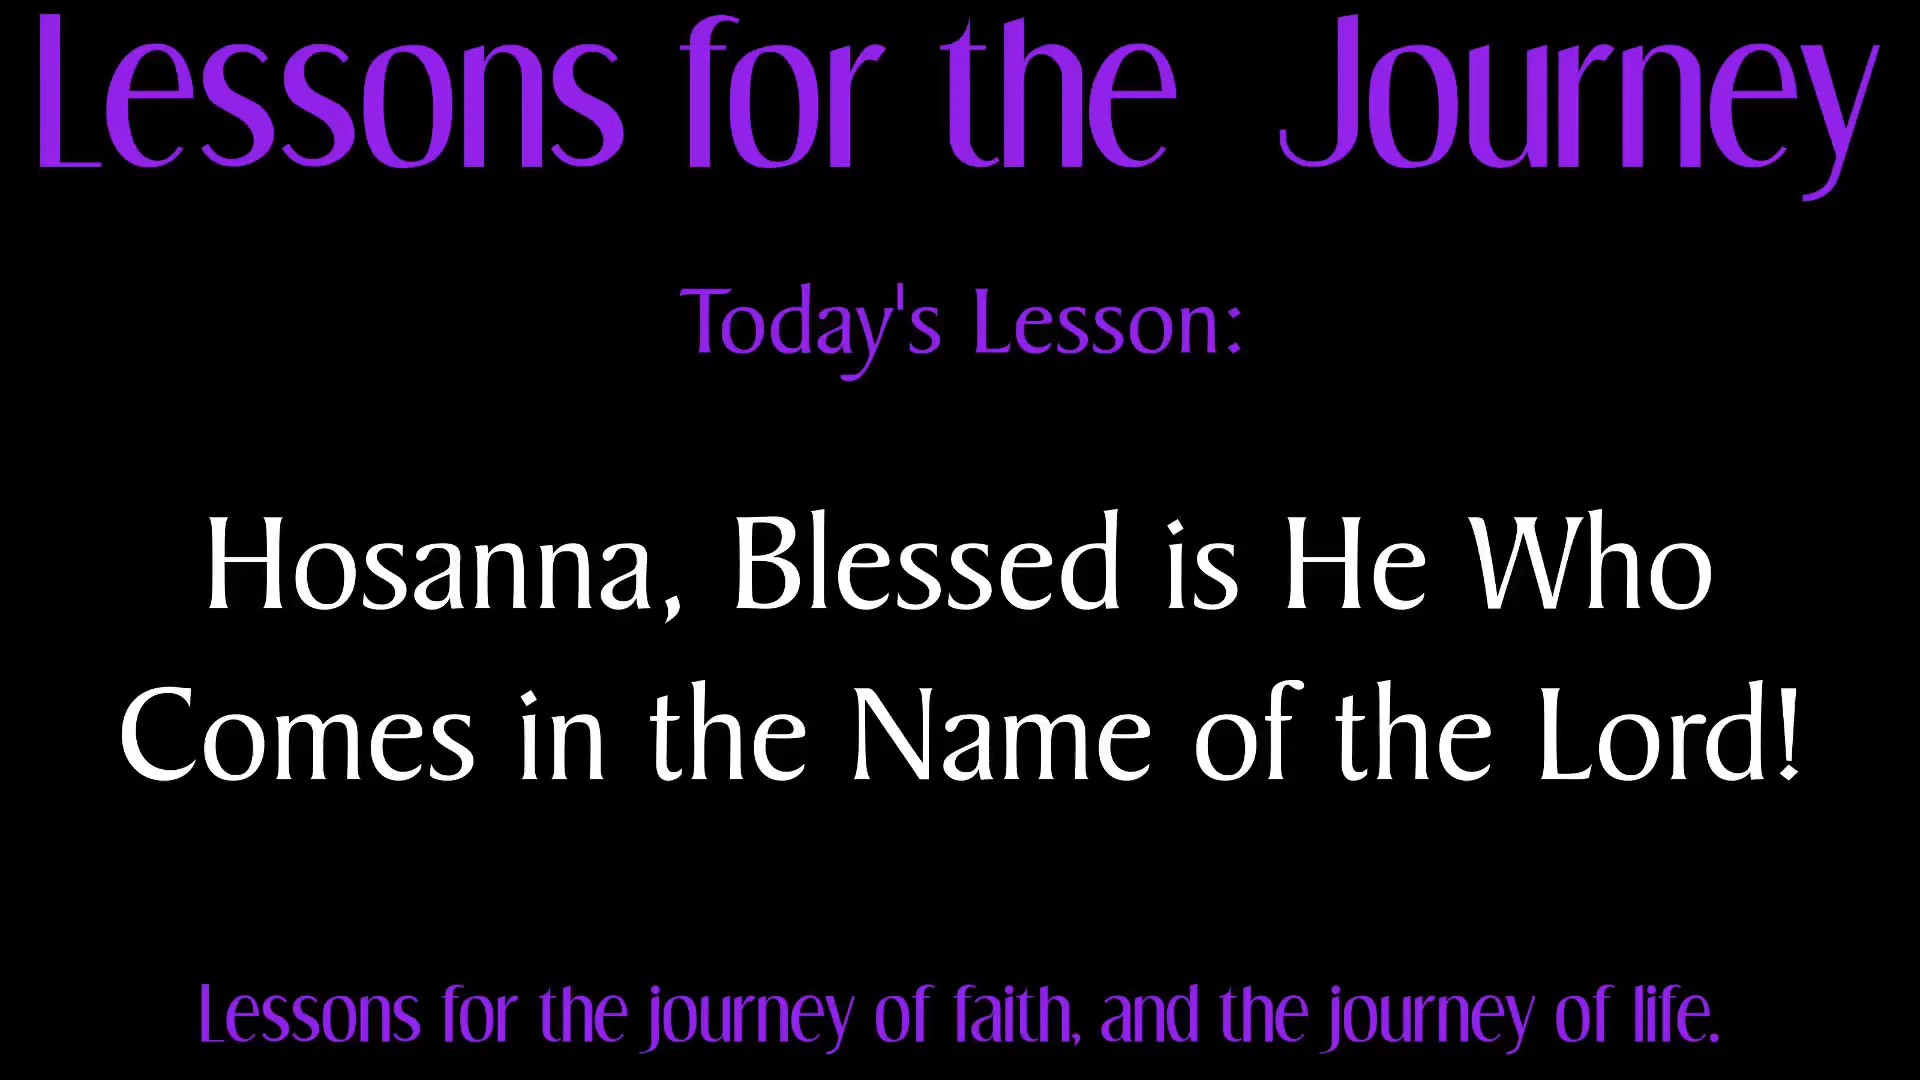 Lessons for the Journey
Today's Lesson:
Hosanna, Blessed is He Who
Comes in the Name of the Lord!
Lessons for the journey of faith, and the journey of life.